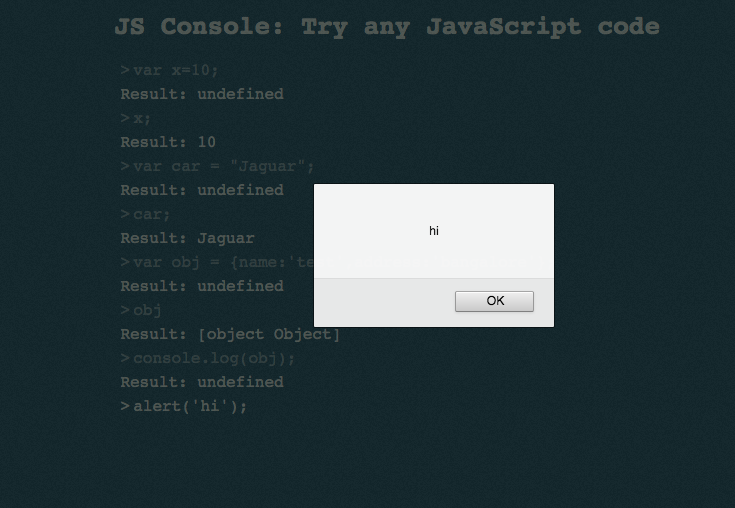 JS Console: Try any JavaScript code
>var x=10;
Result: undefined
>x;
Result: 10
>var car = "Jaguar";
Result: undefined
>car;
Result: Jaguar
>var obj = {name:'te
Result: undefined
>obj
Result: [object Object]
>console.log(obj);
Result: undefined
>alert('hi');
hi
OK